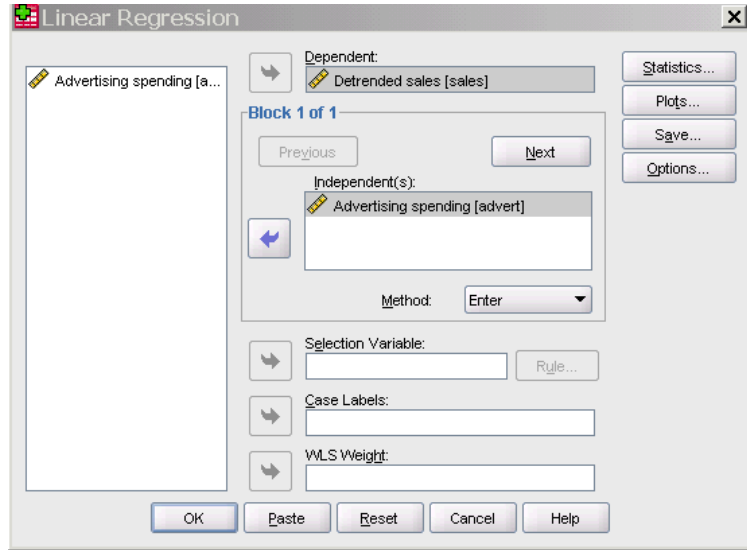 Linear Regression
Advertising spending [a...
Dependent:
Detrended sales [sales]
Block 1 of 1
Previous
Next
Independent(s):
Advertising spending [advert]
Method:
Enter
Selection Variable:
Rule...
Case Labels:
WLS Weight:
Statistics...
Plots...
Save...
Options...
OK
Paste
Reset
Cancel
Help